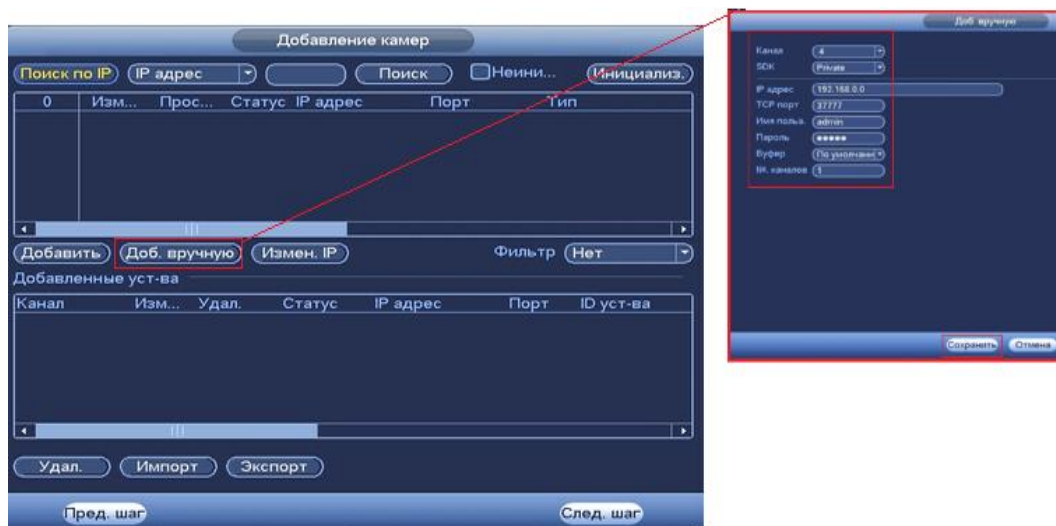 Добавление камер
Поиск по IP IP адрес Поиск Неини... Инициализ.
0 Изм... Прос... Статус IP адрес Порт Тип
Добавить Доб. вручную Измен. IP Фильтр Нет
Добавленные уст-ва
Канал Изм... Удал. Статус IP адрес Порт ID уст-ва
Удал. Импорт Экспорт
Пред. шаг След. шаг
Доб вручную
Канал 4
SDK Private
IP адрес 192.168.0.0
TCP порт 37777
Имя польз. admin
Пароль •••••
Буфер По умолчани
№. каналов 1
Сохранить Отмена